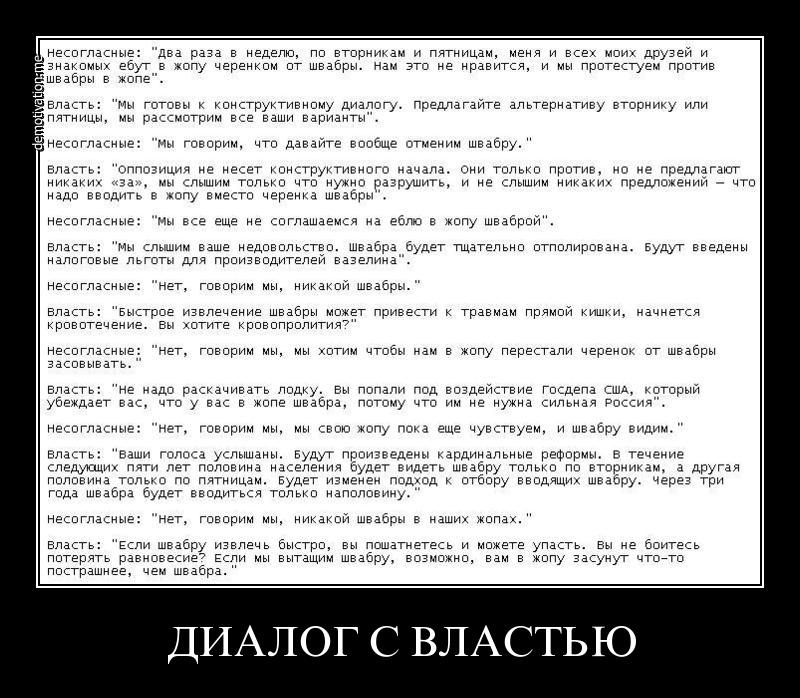 demotivation.me
Несогласные: "Два раза в неделю, по вторникам и пятницам, меня и всех моих друзей и
знакомых ебут в жопу черенком от швабры. Нам это не нравится, и мы протестуем против
швабры в жопе".
Власть: "Мы готовы к конструктивному диалогу. Предлагайте альтернативу вторнику или
пятницы, мы рассмотрим все ваши варианты".
Несогласные: "Мы говорим, что давайте вообще отменим швабру."
Власть: "Оппозиция не несет конструктивного начала. Они только против, но не предлагают
никаких «за», мы слышим только что нужно разрушить, и не слышим никаких предложений – что
надо вводить в жопу вместо черенка швабры".
Несогласные: "Мы все еще не соглашаемся на еблю в жопу шваброй".
Власть: "Мы слышим ваше недовольство. Швабра будет тщательно отполирована. Будут введены
налоговые льготы для производителей вазелина".
Несогласные: "Нет, говорим мы, никакой швабры."
Власть: "Быстрое извлечение швабры может привести к травмам прямой кишки, начнется
кровотечение. Вы хотите кровопролития?"
Несогласные: "Нет, говорим мы, мы хотим чтобы нам в жопу перестали черенок от швабры
засовывать."
Власть: "Не надо раскачивать лодку. Вы попали под воздействие Госдепа США, который
убеждает вас, что у вас в жопе швабра, потому что им не нужна сильная Россия".
Несогласные: "Нет, говорим мы, мы свою жопу пока еще чувствуем, и швабру видим."
Власть: "Ваши голоса услышаны. Будут произведены кардинальные реформы. В течение
следующих пяти лет половина населения будет видеть швабру только по вторникам, а другая
половина только по пятницам. Будет изменен подход к отбору вводящих швабру. Через три
года швабра будет вводиться только наполовину."
Несогласные: "Нет, говорим мы, никакой швабры в наших жопах."
Власть: "Если швабру извлечь быстро, вы пошатнетесь и можете упасть. Вы не боитесь
потерять равновесие? Если мы вытащим швабру, возможно, вам в жопу засунут что-то
пострашнее, чем швабра."
ДИАЛОГ С ВЛАСТЬЮ